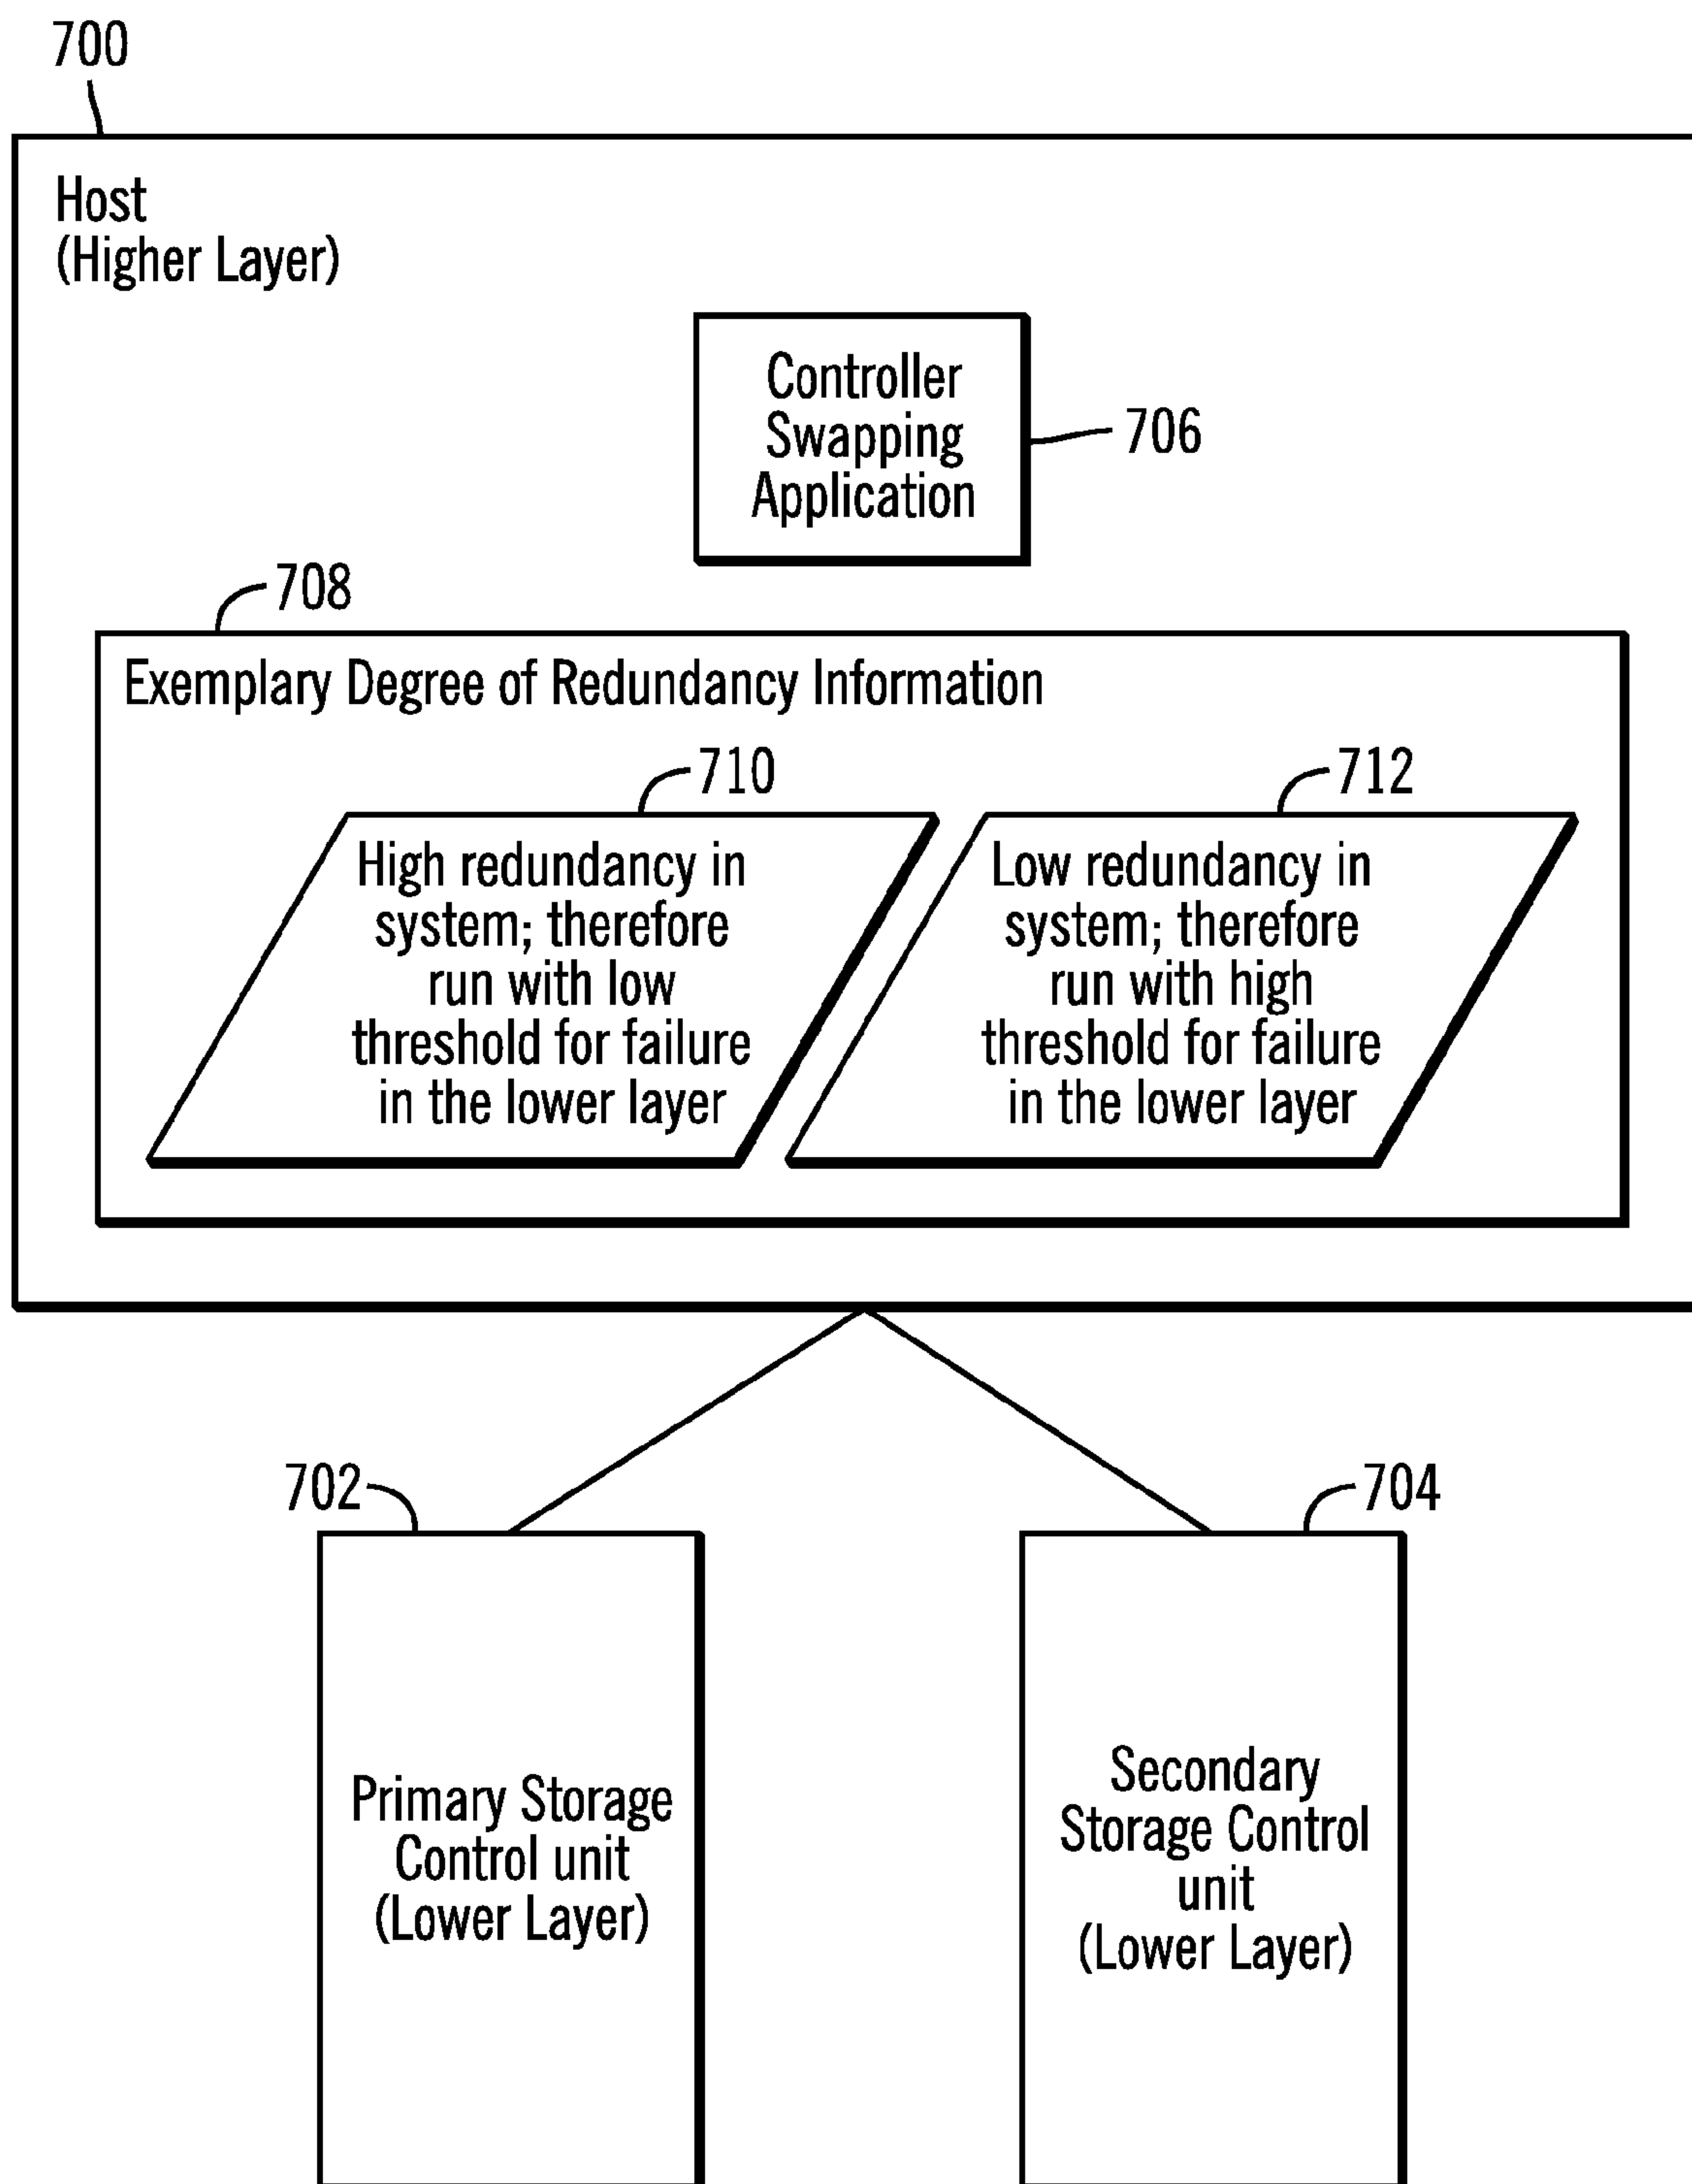 700
Host
(Higher Layer)
Controller
Swapping
Application
706
708
Exemplary Degree of Redundancy Information
710
High redundancy in
system; therefore
run with low
threshold for failure
in the lower layer
712
Low redundancy in
system; therefore
run with high
threshold for failure
in the lower layer
702
Primary Storage
Control unit
(Lower Layer)
704
Secondary
Storage Control
unit
(Lower Layer)